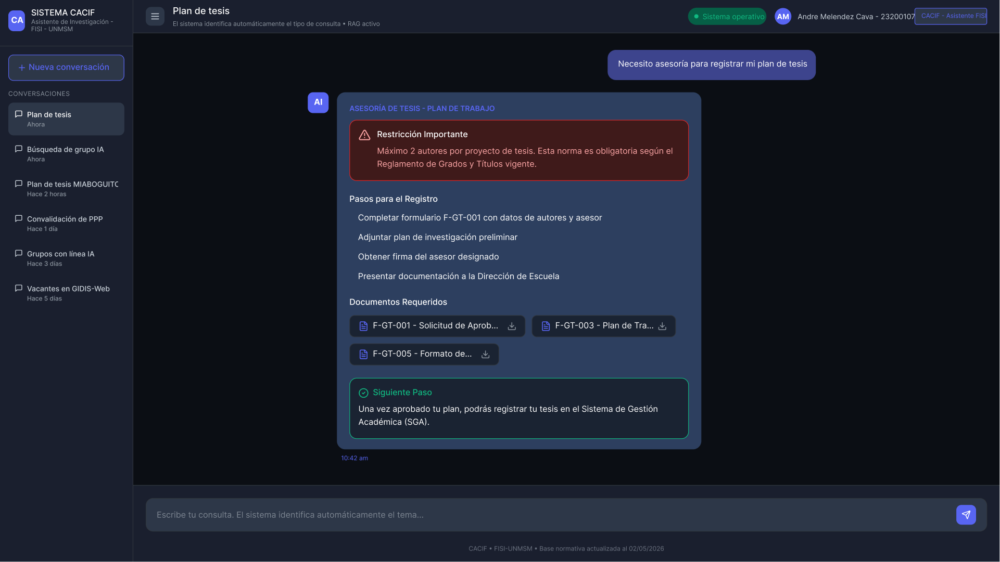 CA
SISTEMA CACIF
Asistente de Investigación -
FISI - UNMSM
+ Nueva conversación
CONVERSACIONES
Plan de tesis
Ahora
Búsqueda de grupo IA
Ahora
Plan de tesis MIABOGUITO
Hace 2 horas
Convalidación de PPP
Hace 1 día
Grupos con línea IA
Hace 3 días
Vacantes en GIDIS-Web
Hace 5 días
Plan de tesis
El sistema identifica automáticamente el tipo de consulta • RAG activo
Sistema operativo
AM
Andre Melendez Cava - 23200107
CACIF - Asistente FISI
Necesito asesoría para registrar mi plan de tesis
AI
ASESORÍA DE TESIS - PLAN DE TRABAJO
Restricción Importante
Máximo 2 autores por proyecto de tesis. Esta norma es obligatoria según el
Reglamento de Grados y Títulos vigente.
Pasos para el Registro
Completar formulario F-GT-001 con datos de autores y asesor
Adjuntar plan de investigación preliminar
Obtener firma del asesor designado
Presentar documentación a la Dirección de Escuela
Documentos Requeridos
F-GT-001 - Solicitud de Aprob...
F-GT-003 - Plan de Tra...
F-GT-005 - Formato de...
Siguiente Paso
Una vez aprobado tu plan, podrás registrar tu tesis en el Sistema de Gestión
Académica (SGA).
10:42 am
Escribe tu consulta. El sistema identifica automáticamente el tema...
CACIF • FISI-UNMSM • Base normativa actualizada al 02/05/2026